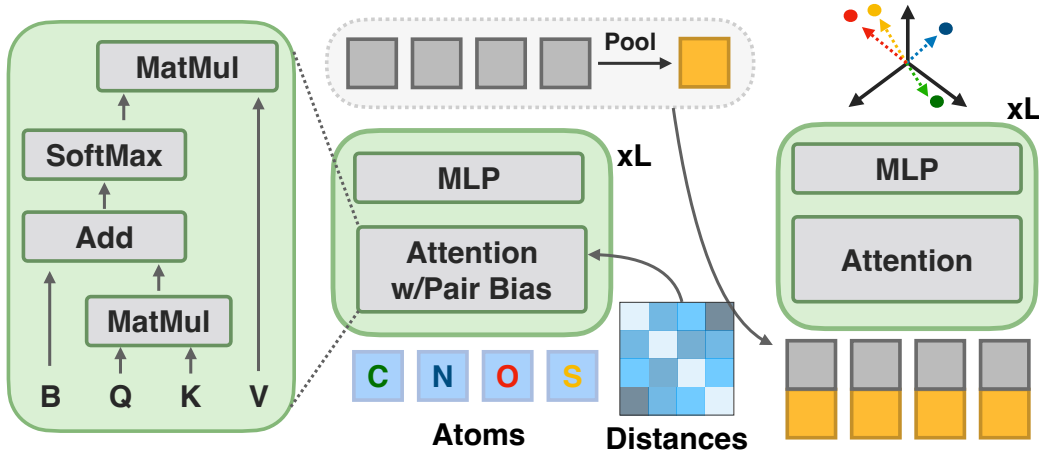 MatMul
SoftMax
Add
MatMul
B Q K V
Pool
xL
MLP
Attention
w/Pair Bias
C N O S
Atoms
Distances
xL
MLP
Attention